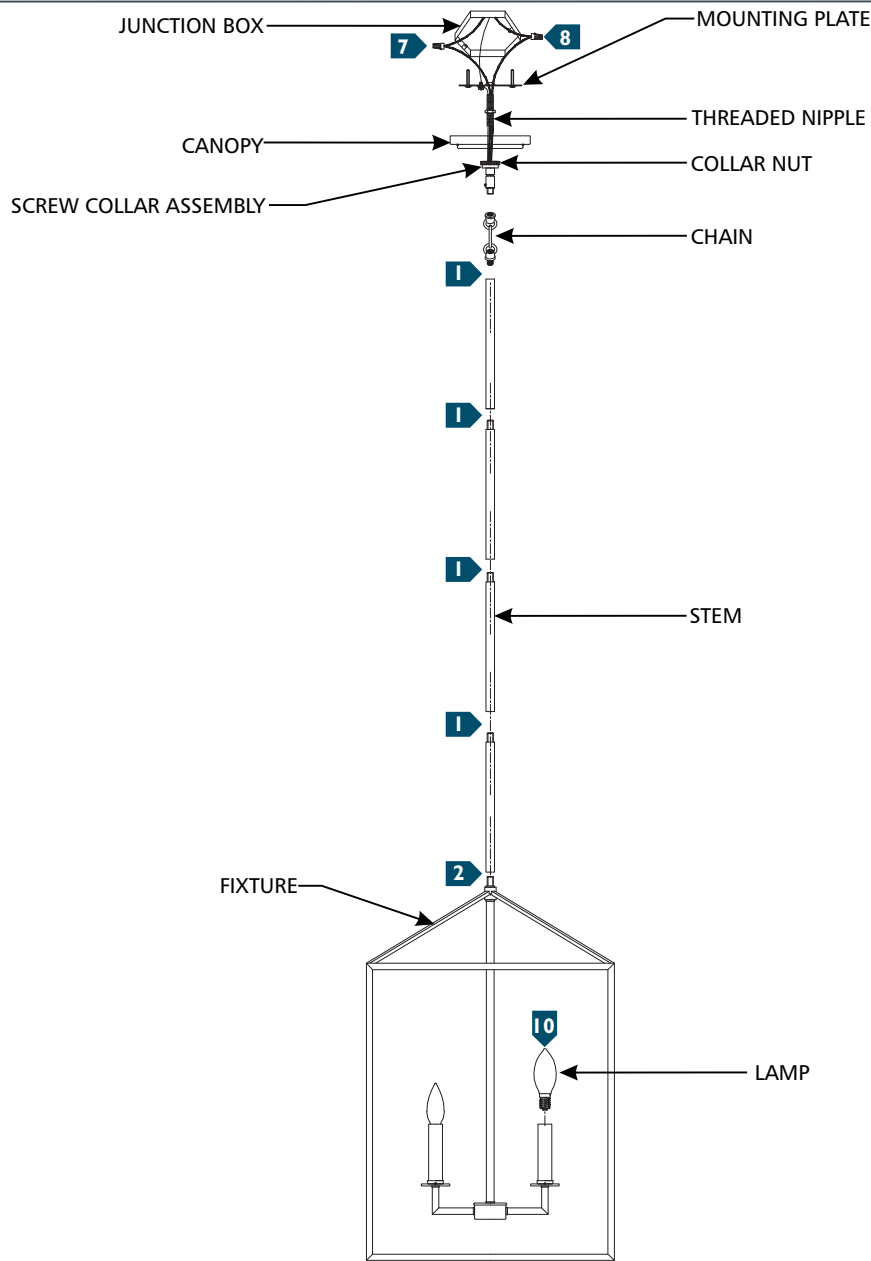 JUNCTION BOX
MOUNTING PLATE
7
8
THREADED NIPPLE
CANOPY
COLLAR NUT
SCREW COLLAR ASSEMBLY
CHAIN
1
1
1
STEM
1
2
FIXTURE
10
LAMP